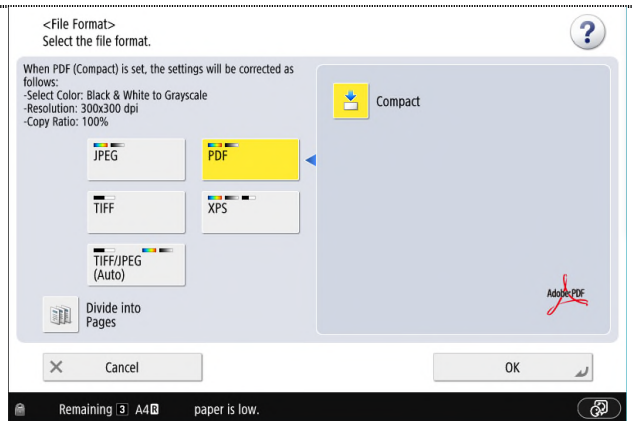 <File Format>
Select the file format.
?
When PDF (Compact) is set, the settings will be corrected as
follows:
-Select Color: Black & White to Grayscale
-Resolution: 300x300 dpi
-Copy Ratio: 100%
Compact
JPEG
PDF
TIFF
XPS
TIFF/JPEG
(Auto)
Adobe PDF
Divide into
Pages
Cancel
OK
Remaining 3 A4R paper is low.